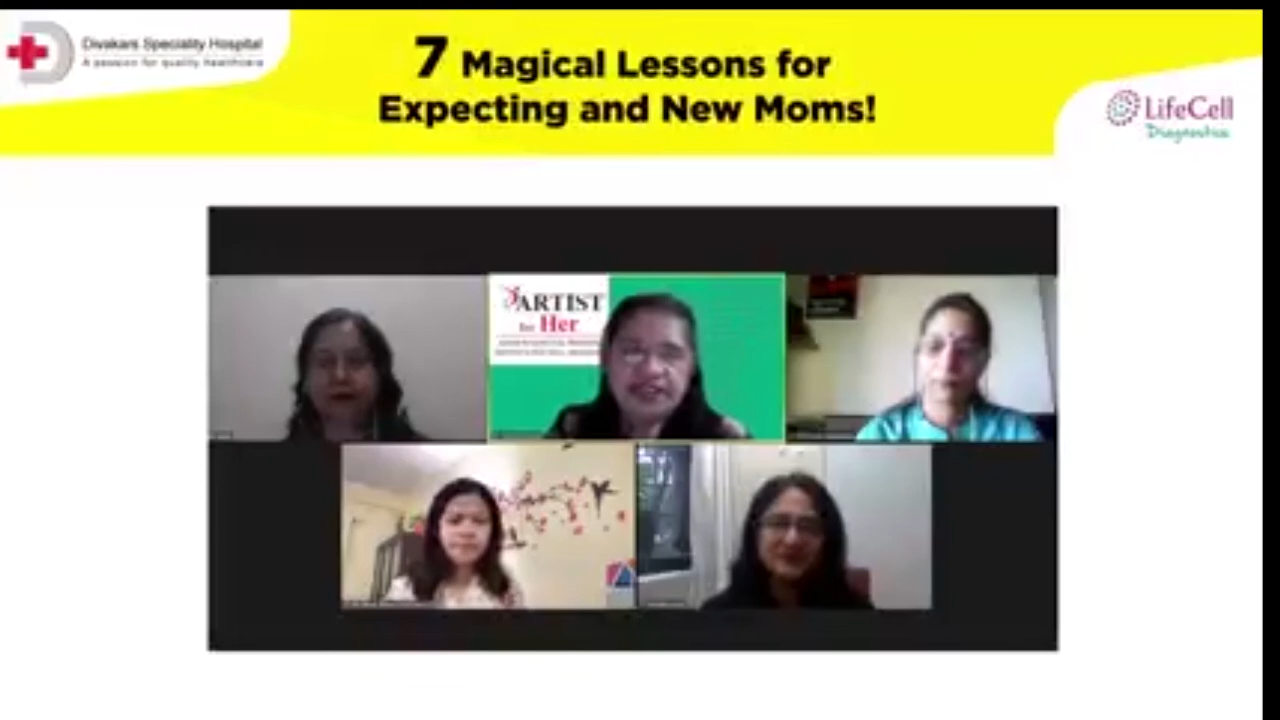 Divakars Speciality Hospital
A passion for quality healthcare
7 Magical Lessons for
Expecting and New Moms!
LifeCell
Diagnostics
ARTIST
for Her